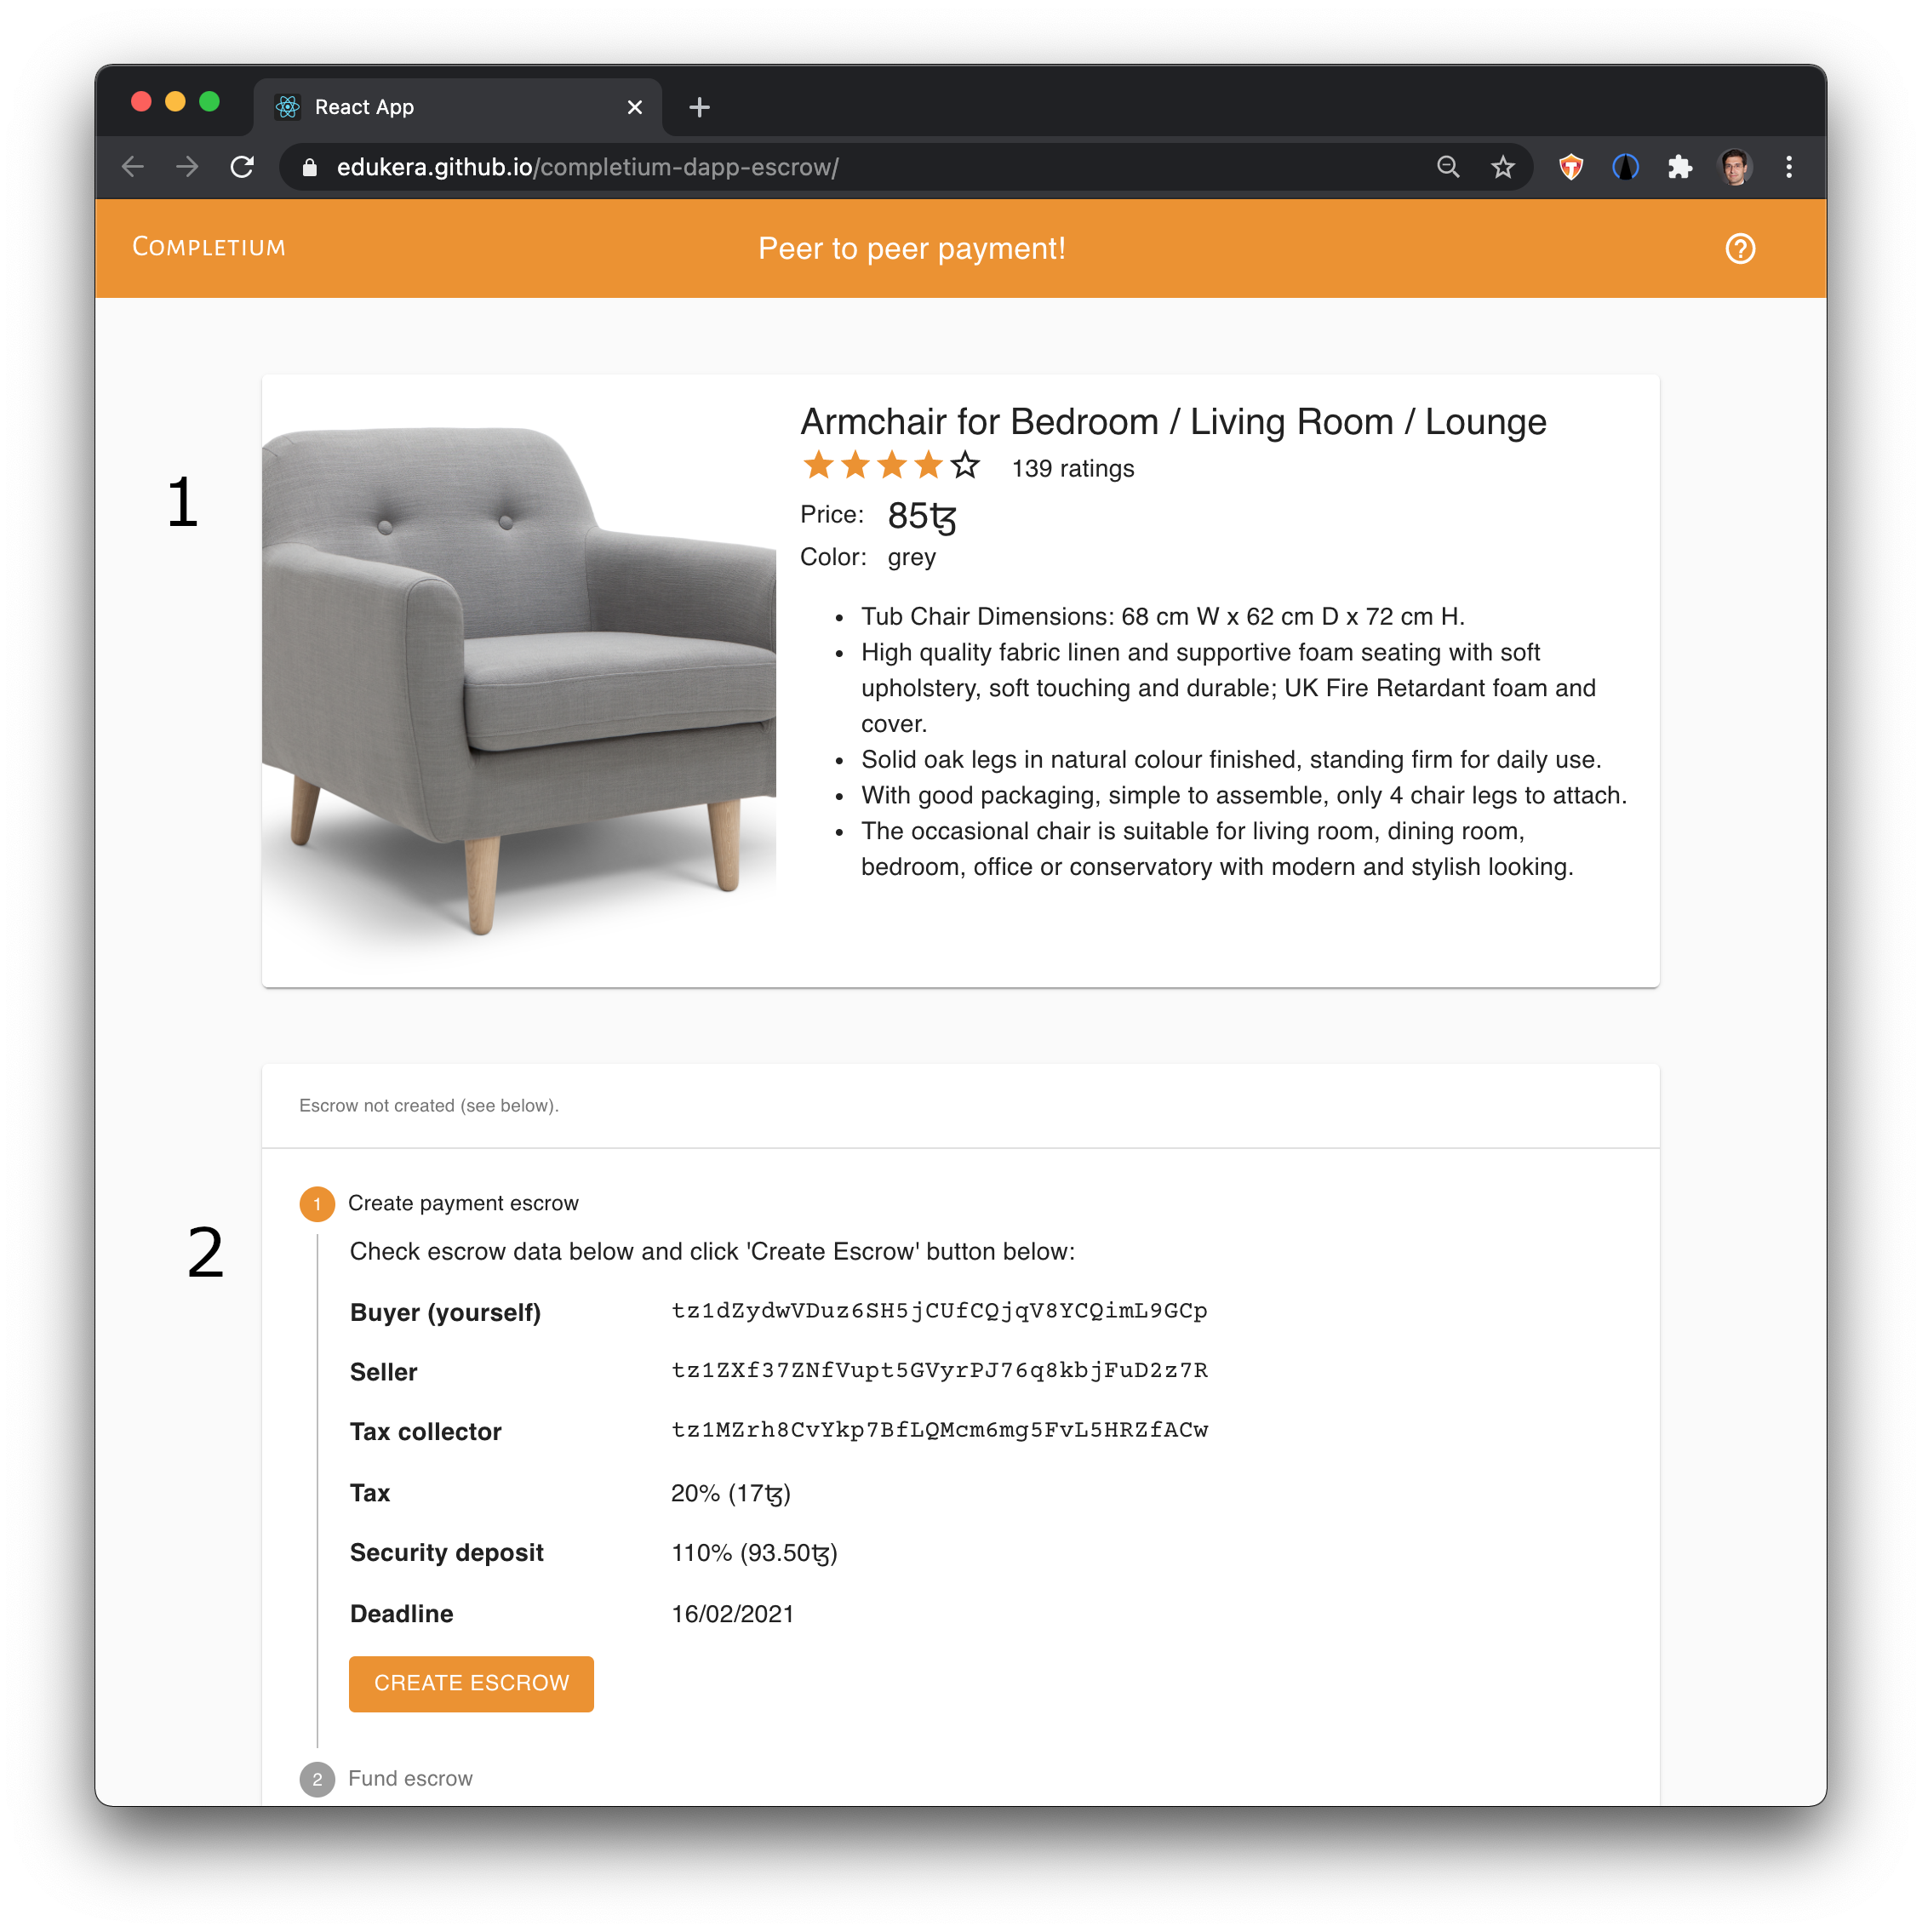 React App
edukera.github.io/completium-dapp-escrow/
COMPLETIUM
Peer to peer payment!
1
Armchair for Bedroom / Living Room / Lounge
139 ratings
Price: 85ꜩ
Color: grey
• Tub Chair Dimensions: 68 cm W x 62 cm D x 72 cm H.
• High quality fabric linen and supportive foam seating with soft
upholstery, soft touching and durable; UK Fire Retardant foam and
cover.
• Solid oak legs in natural colour finished, standing firm for daily use.
• With good packaging, simple to assemble, only 4 chair legs to attach.
• The occasional chair is suitable for living room, dining room,
bedroom, office or conservatory with modern and stylish looking.
Escrow not created (see below).
2
1 Create payment escrow
Check escrow data below and click 'Create Escrow' button below:
Buyer (yourself) tz1dZydwVDuz6SH5jCUfCQjqV8YCQimL9GCp
Seller tz1ZXf37ZNfVupt5GVyrPJ76q8kbjFuD2z7R
Tax collector tz1MZrh8CvYkp7BfLQMcm6mg5FvL5HRZfACw
Tax 20% (17ꜩ)
Security deposit 110% (93.50ꜩ)
Deadline 16/02/2021
CREATE ESCROW
2 Fund escrow